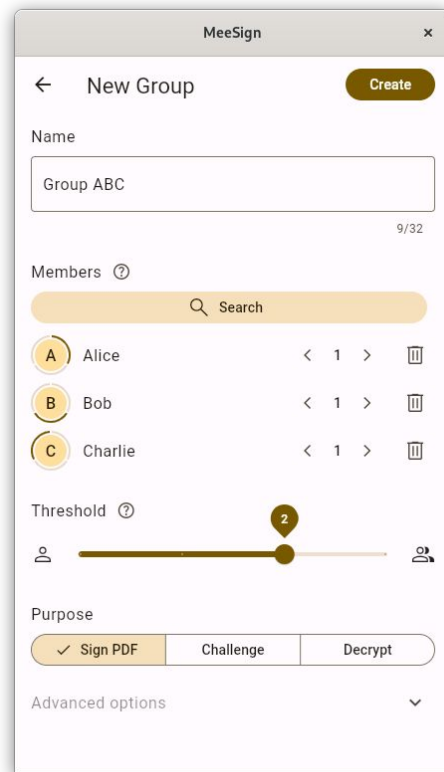 MeeSign
New Group
Create
Name
Group ABC
9/32
Members
Search
A Alice 1
B Bob 1
C Charlie 1
Threshold
2
Purpose
Sign PDF Challenge Decrypt
Advanced options